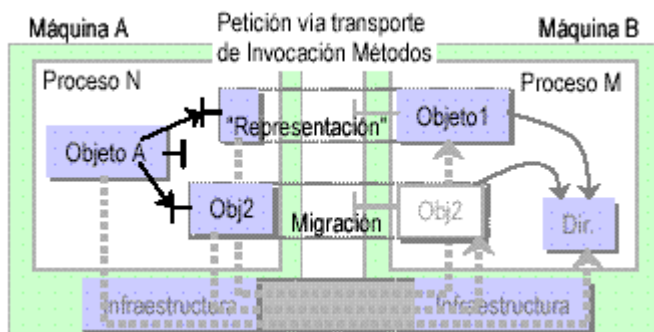 Máquina A
Petición vía transporte
de Invocación Métodos
Máquina B
Proceso N
Proceso M
"Representación"
Objeto1
Objeto A
Obj2
Migración
Obj2
Dir.
Infraestructura
Infraestructura